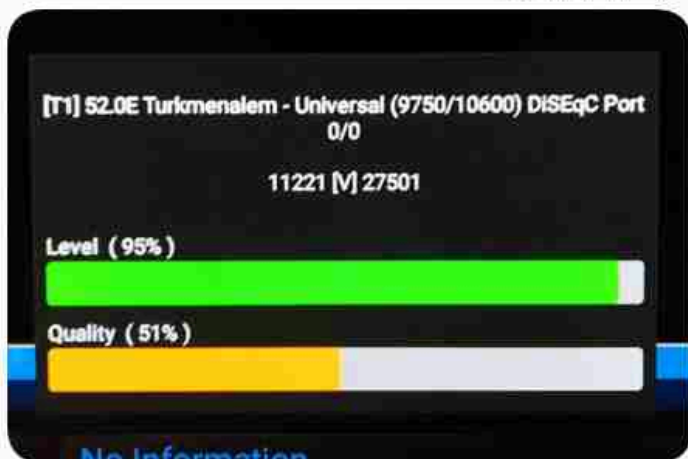 [T1] 52.0E Turkmenalem - Universal (9750/10600) DISEqC Port
0/0
11221 [V] 27501
Level ( 95% )
Quality ( 51% )
No Information